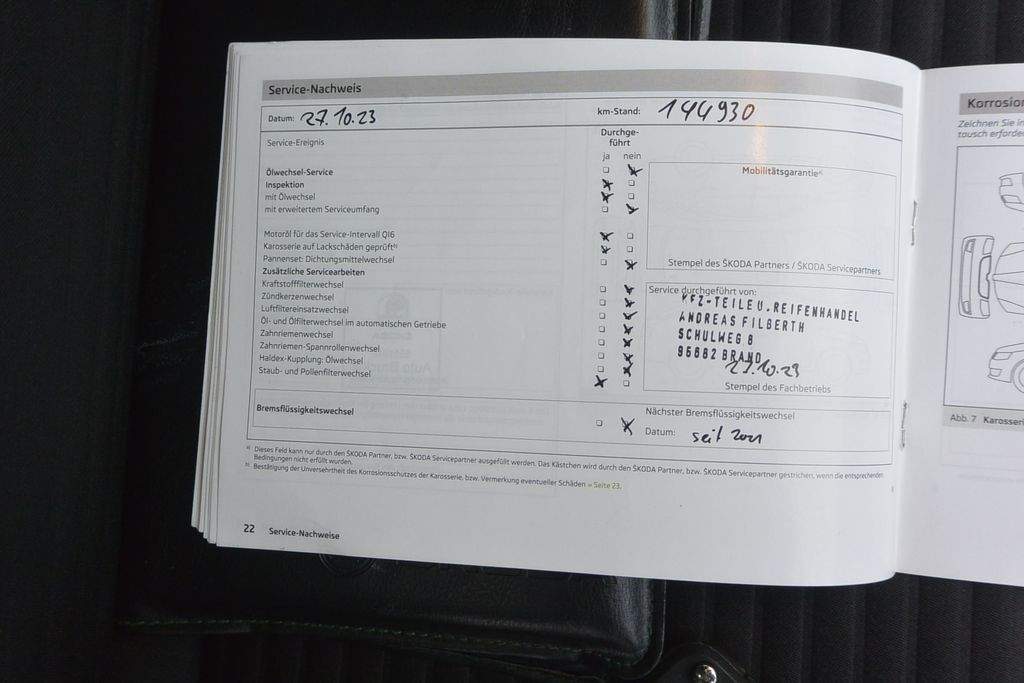 Service-Nachweis
Datum: 27.10.23 km-Stand: 144930
Service-Ereignis
Durchge-
führt
ja nein
Ölwechsel-Service
Inspektion
mit Ölwechsel
mit erweitertem Serviceumfang
Motoröl für das Service-Intervall QI6
Karosserie auf Lackschäden geprüft b)
Pannenset: Dichtungsmittelwechsel
Zusätzliche Servicearbeiten
Kraftstofffilterwechsel
Zündkerzenwechsel
Luftfiltereinsatzwechsel
Öl- und Ölfilterwechsel im automatischen Getriebe
Zahnriemenwechsel
Zahnriemen-Spannrollenwechsel
Haldex-Kupplung: Ölwechsel
Staub- und Pollenfilterwechsel
Mobilitätsgarantie a)
Stempel des ŠKODA Partners / ŠKODA Servicepartners
Service durchgeführt von:
KFZ-TEILE U. REIFENHANDEL
ANDREAS FILBERTH
SCHULWEG 8
95682 BRAND
27.10.23
Stempel des Fachbetriebs
Bremsflüssigkeitswechsel
Nächster Bremsflüssigkeitswechsel
Datum: seit 2021
a) Dieses Feld kann nur durch den ŠKODA Partner, bzw. ŠKODA Servicepartner ausgefüllt werden. Das Kästchen wird durch den ŠKODA Partner, bzw. ŠKODA Servicepartner gestrichen, wenn die entsprechenden
Bedingungen nicht erfüllt wurden.
b) Bestätigung der Unversehrtheit des Korrosionsschutzes der Karosserie, bzw. Vermerkung eventueller Schäden » Seite 23.
22 Service-Nachweise
Korrosion
Zeichnen Sie in
tausch erforde
Abb. 7 Karosseri